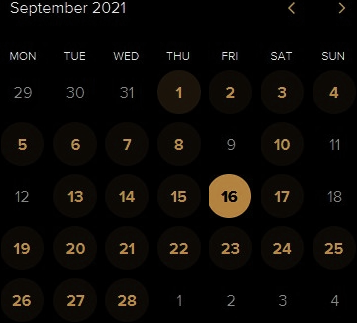 September 2021
MON TUE WED THU FRI SAT SUN
29 30 31 1 2 3 4
5 6 7 8 9 10 11
12 13 14 15 16 17 18
19 20 21 22 23 24 25
26 27 28 1 2 3 4